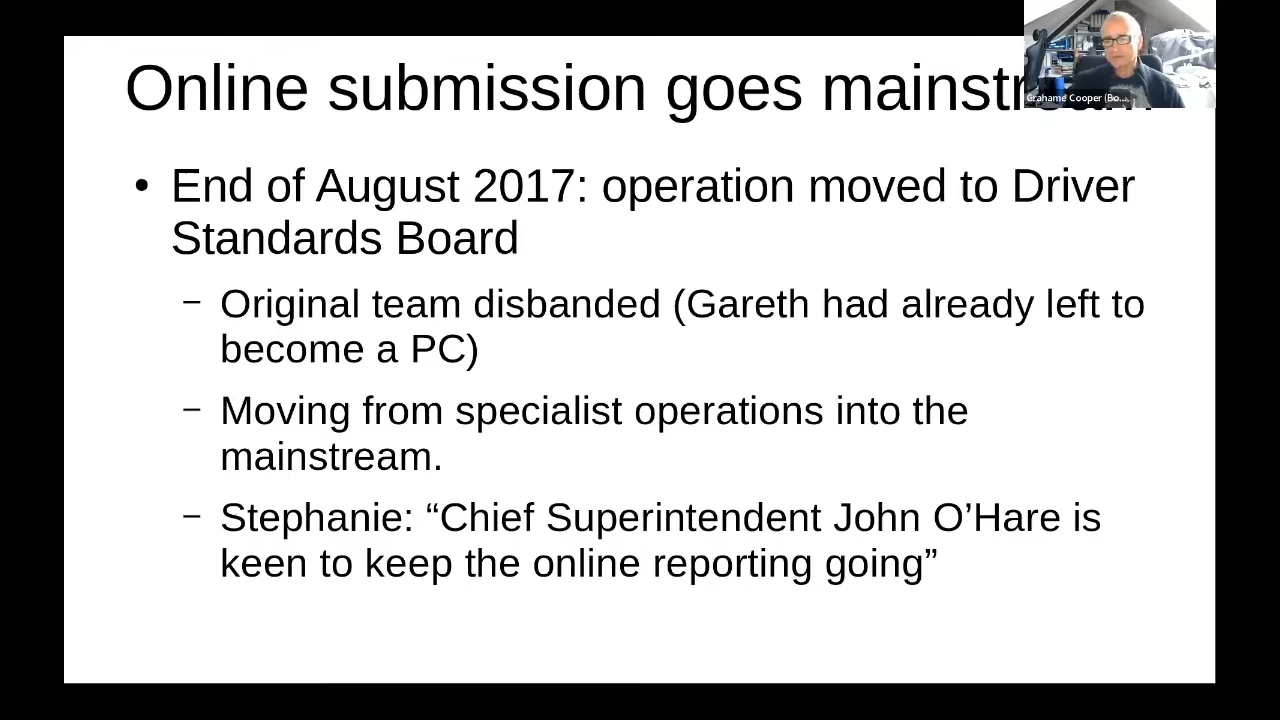 Online submission goes mainstream
Grahame Cooper (Bo...
• End of August 2017: operation moved to Driver
Standards Board
– Original team disbanded (Gareth had already left to
become a PC)
– Moving from specialist operations into the
mainstream.
– Stephanie: “Chief Superintendent John O’Hare is
keen to keep the online reporting going”